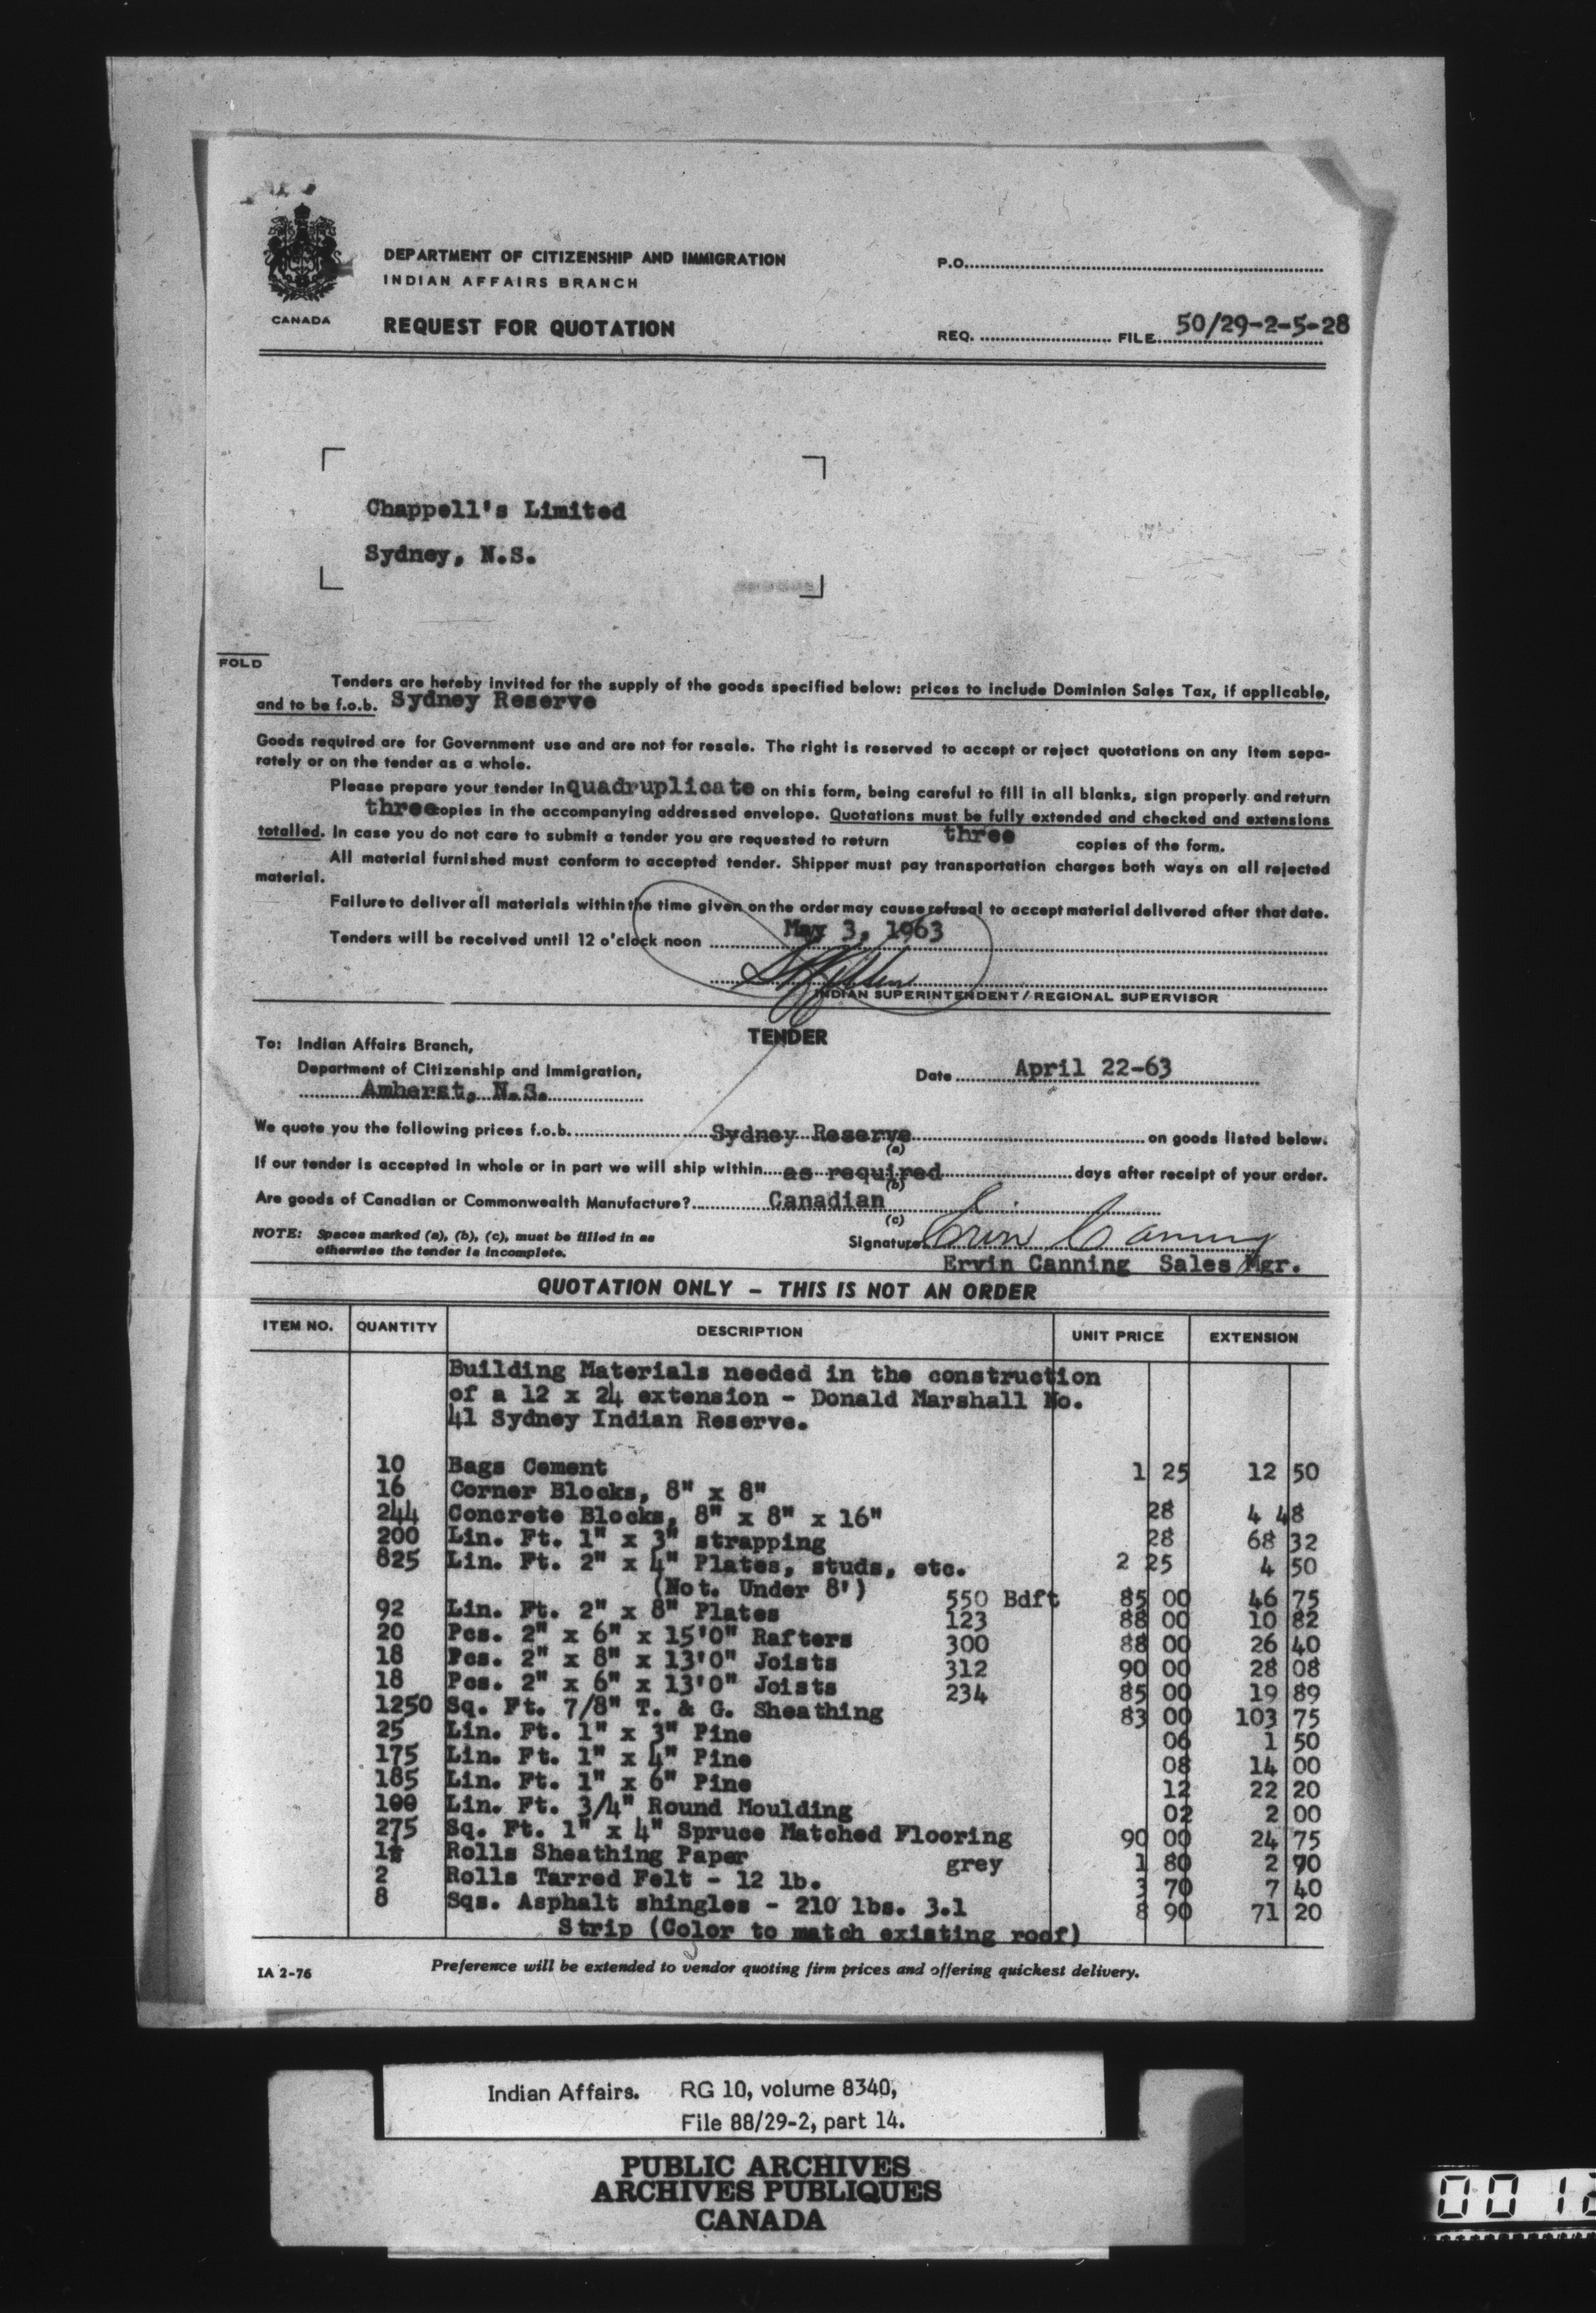 DEPARTMENT OF CITIZENSHIP AND IMMIGRATION
INDIAN AFFAIRS BRANCH
P.O.
CANADA
REQUEST FOR QUOTATION
REQ. FILE 50/29-2-5-28
Chappell's Limited
Sydney, N.S.
FOLD
Tenders are hereby invited for the supply of the goods specified below: prices to include Dominion Sales Tax, if applicable,
and to be f.o.b. Sydney Reserve
Goods required are for Government use and are not for resale. The right is reserved to accept or reject quotations on any item sepa-
rately or on the tender as a whole.
Please prepare your tender in quadruplicate on this form, being careful to fill in all blanks, sign properly and return
three copies in the accompanying addressed envelope. Quotations must be fully extended and checked and extensions
totalled. In case you do not care to submit a tender you are requested to return three copies of the form.
All material furnished must conform to accepted tender. Shipper must pay transportation charges both ways on all rejected
material.
Failure to deliver all materials within the time given on the order may cause refusal to accept material delivered after that date.
Tenders will be received until 12 o'clock noon May 3, 1963
INDIAN SUPERINTENDENT / REGIONAL SUPERVISOR
TENDER
To: Indian Affairs Branch,
Department of Citizenship and Immigration,
Date April 22-63
Amherst, N.S.
We quote you the following prices f.o.b. Sydney Reserve on goods listed below.
(a)
If our tender is accepted in whole or in part we will ship within as required days after receipt of your order.
(b)
Are goods of Canadian or Commonwealth Manufacture? Canadian
(c)
NOTE: Spaces marked (a), (b), (c), must be filled in as
otherwise the tender is incomplete.
Signature Ervin Canning
Ervin Canning Sales Mgr.
QUOTATION ONLY – THIS IS NOT AN ORDER
ITEM NO. QUANTITY DESCRIPTION UNIT PRICE EXTENSION
Building Materials needed in the construction
of a 12 x 24 extension - Donald Marshall No.
41 Sydney Indian Reserve.
10 Bags Cement 1 25 12 50
16 Corner Blocks, 8" x 8" 28 4 48
244 Concrete Blocks, 8" x 8" x 16" 28 68 32
200 Lin. Ft. 1" x 3" strapping 2 25 4 50
825 Lin. Ft. 2" x 4" Plates, studs, etc.
(Not. Under 8') 550 Bdft 85 00 46 75
92 Lin. Ft. 2" x 8" Plates 123 88 00 10 82
20 Pcs. 2" x 6" x 15'0" Rafters 300 88 00 26 40
18 Pcs. 2" x 8" x 13'0" Joists 312 90 00 28 08
18 Pcs. 2" x 6" x 13'0" Joists 234 85 00 19 89
1250 Sq. Ft. 7/8" T. & G. Sheathing 83 00 103 75
25 Lin. Ft. 1" x 3" Pine 06 1 50
175 Lin. Ft. 1" x 4" Pine 08 14 00
185 Lin. Ft. 1" x 6" Pine 12 22 20
100 Lin. Ft. 3/4" Round Moulding 02 2 00
275 Sq. Ft. 1" x 4" Spruce Matched Flooring 90 00 24 75
Rolls Sheathing Paper grey 1 80 2 70
2 Rolls Tarred Felt - 12 lb. 3 70 7 40
8 Sqs. Asphalt shingles - 210 lbs. 3.1 8 90 71 20
Strip (Color to match existing roof)
IA 2-76
Preference will be extended to vendor quoting firm prices and offering quickest delivery.
Indian Affairs. RG 10, volume 8340,
File 88/29-2, part 14.
PUBLIC ARCHIVES
ARCHIVES PUBLIQUES
CANADA